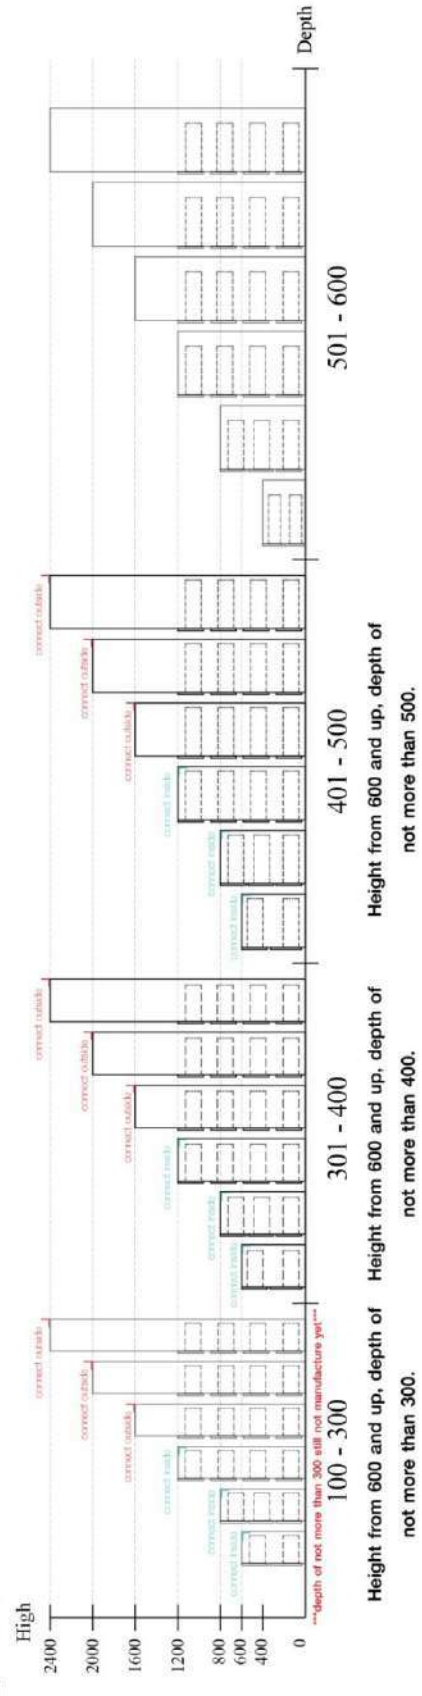 High
2400
2000
1600
1200
800
600
400
0
connect inside
connect inside
connect inside
connect outside
connect outside
connect outside
connect inside
connect inside
connect inside
connect outside
connect outside
connect outside
connect inside
connect inside
connect inside
connect outside
connect outside
connect outside
Depth
***depth of not more than 300 still not manufacture yet***
100 - 300
301 - 400
401 - 500
501 - 600
Height from 600 and up, depth of
not more than 300.
Height from 600 and up, depth of
not more than 400.
Height from 600 and up, depth of
not more than 500.